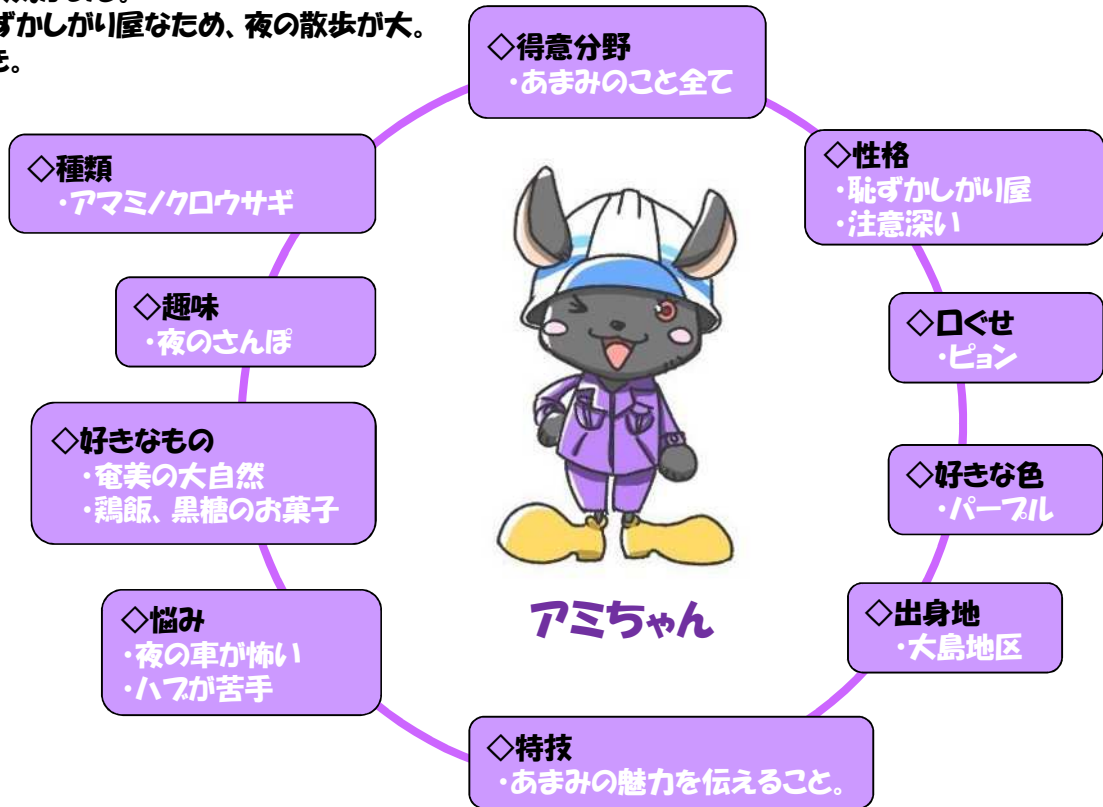 ずかしがり屋なため、夜の散歩が大。
◇得意分野
・あまみのこと全て
◇種類
・アマミノクロウサギ
◇性格
・恥ずかしがり屋
・注意深い
◇趣味
・夜のさんぽ
◇口ぐせ
・ピョン
◇好きなもの
・奄美の大自然
・鶏飯、黒糖のお菓子
◇好きな色
・パープル
アミちゃん
◇悩み
・夜の車が怖い
・ハブが苦手
◇出身地
・大島地区
◇特技
・あまみの魅力を伝えること。